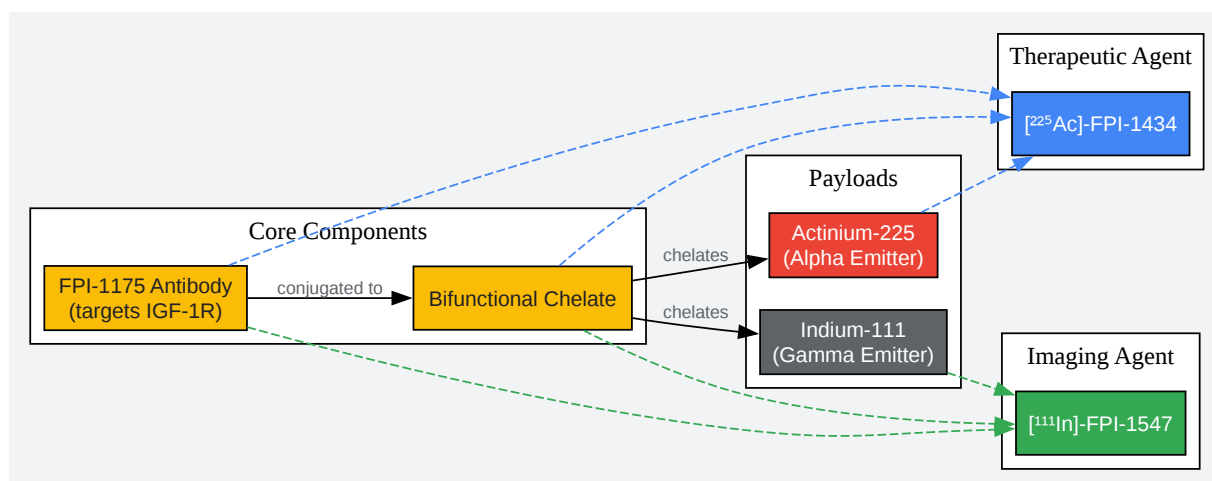 Therapeutic Agent
[²²⁵Ac]-FPI-1434
Payloads
Actinium-225
(Alpha Emitter)
Indium-111
(Gamma Emitter)
Core Components
FPI-1175 Antibody
(targets IGF-1R)
conjugated to
Bifunctional Chelate
chelates
chelates
Imaging Agent
[¹¹¹In]-FPI-1547